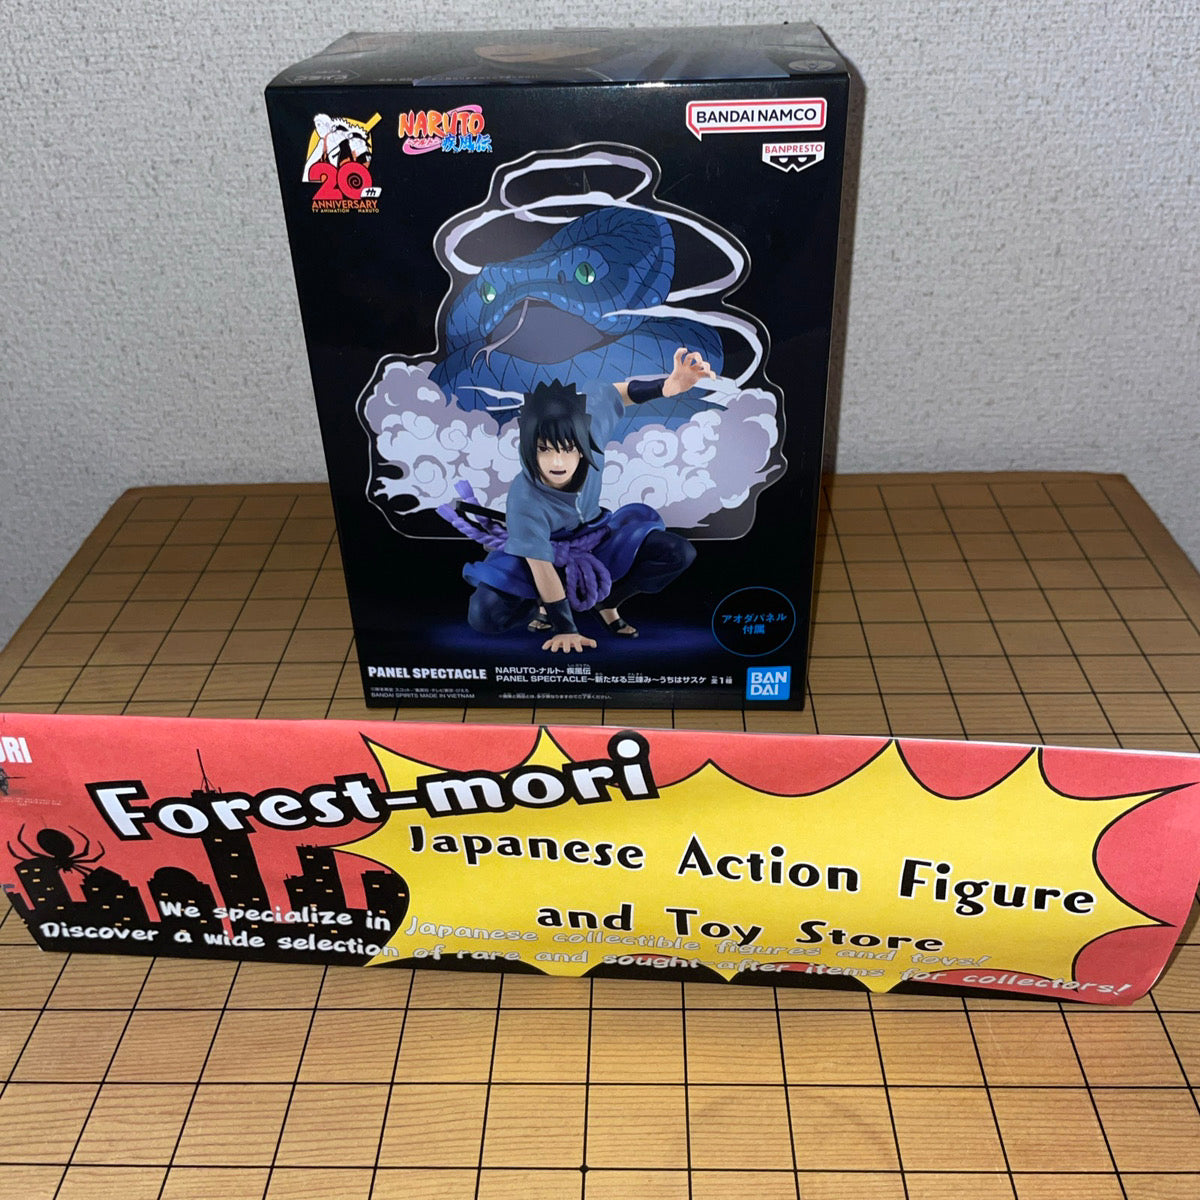 20th
ANNIVERSARY
TV ANIMATION NARUTO
NARUTO
疾風伝
BANDAI NAMCO
BANPRESTO
アオダパネル
付属
PANEL SPECTACLE
NARUTO-ナルト- 疾風伝
PANEL SPECTACLE～新たなる三竦み～うちはサスケ 全1種
BANDAI SPIRITS MADE IN VIETNAM
BAN
DAI
Forest-mori
Japanese Action Figure
and Toy Store
We specialize in Japanese collectible figures and toys!
Discover a wide selection of rare and sought-after items for collectors!